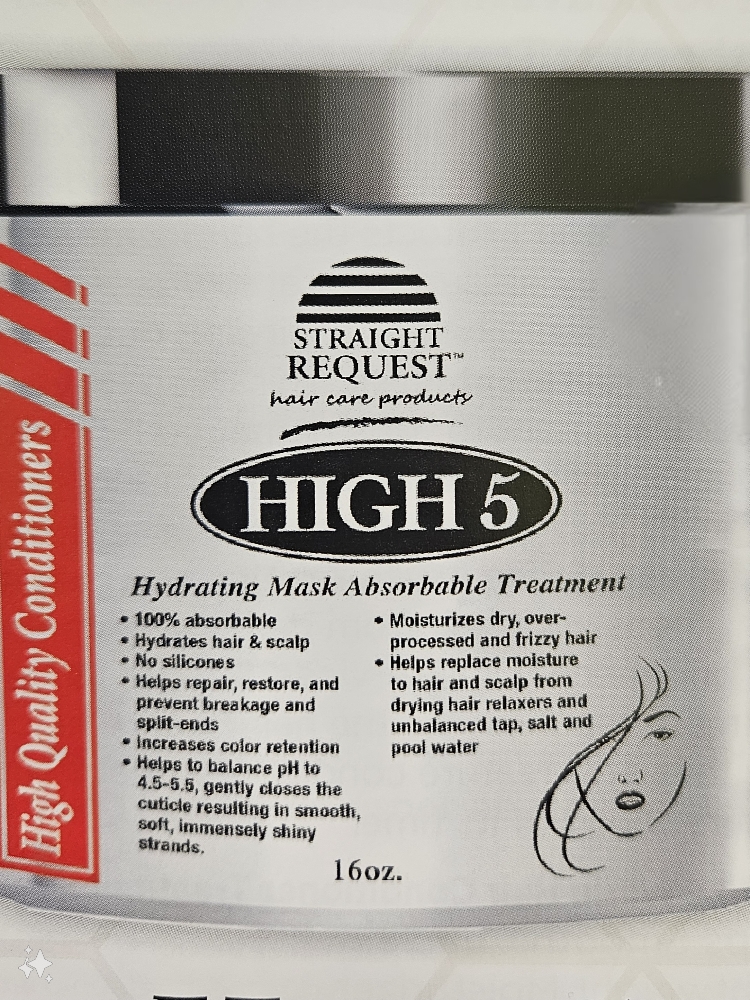 STRAIGHT
REQUEST™
hair care products
HIGH 5
Hydrating Mask Absorbable Treatment
• 100% absorbable
• Hydrates hair & scalp
• No silicones
• Helps repair, restore, and
prevent breakage and
split-ends
• Increases color retention
• Helps to balance pH to
4.5-5.5, gently closes the
cuticle resulting in smooth,
soft, immensely shiny
strands.
• Moisturizes dry, over-
processed and frizzy hair
• Helps replace moisture
to hair and scalp from
drying hair relaxers and
unbalanced tap, salt and
pool water
16oz.
High Quality Conditioners